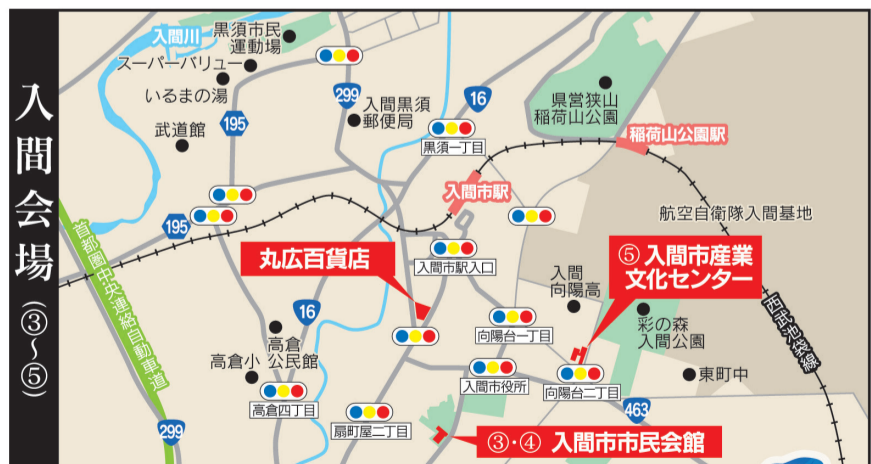 入間会場
（③～⑤）
入間川
黒須市民
運動場
スーパーバリュー
いるまの湯
武道館
195
299
入間黒須
郵便局
16
黒須一丁目
県営狭山
稲荷山公園
稲荷山公園駅
入間市駅
195
航空自衛隊入間基地
首都圏中央連絡自動車道
丸広百貨店
入間市駅入口
⑤入間市産業
文化センター
入間
向陽高
16
向陽台一丁目
彩の森
入間公園
西武池袋線
高倉
公民館
高倉小
高倉四丁目
入間市役所
向陽台二丁目
東町中
299
扇町屋二丁目
463
③・④ 入間市市民会館